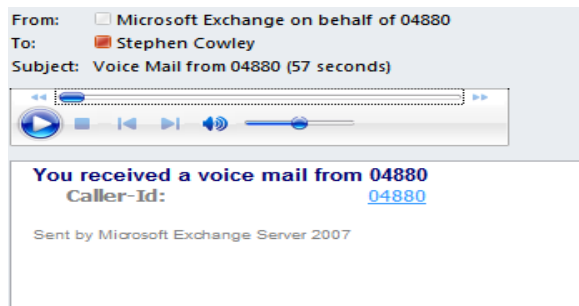 From: Microsoft Exchange on behalf of 04880
To: Stephen Cowley
Subject: Voice Mail from 04880 (57 seconds)
You received a voice mail from 04880
Caller-Id: 04880
Sent by Microsoft Exchange Server 2007